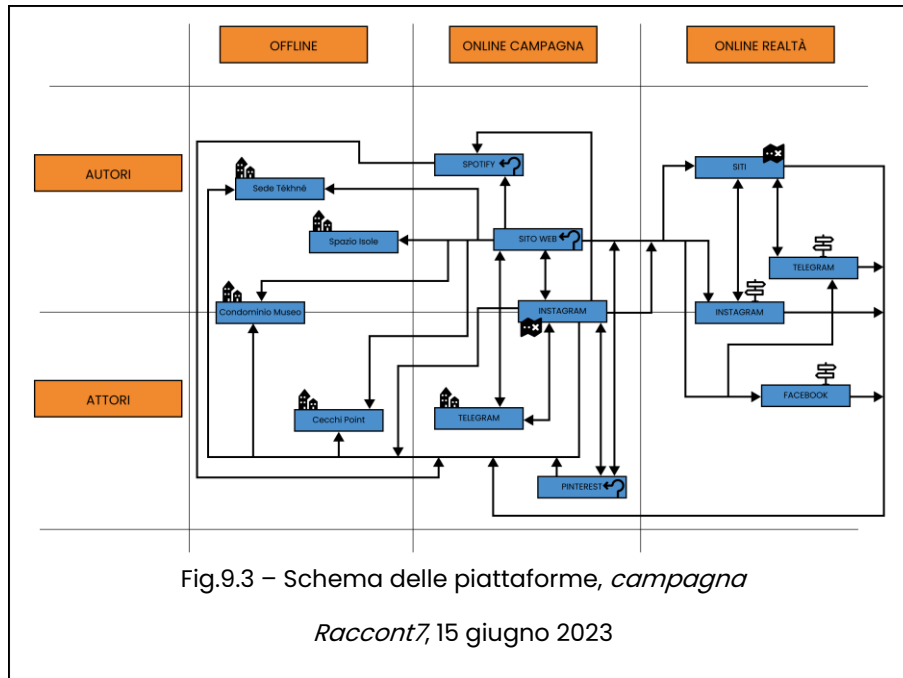 OFFLINE
ONLINE CAMPAGNA
ONLINE REALTÀ
AUTORI
SPOTIFY
SITI
Sede Tékhné
Spazio Isole
SITO WEB
TELEGRAM
Condominio Museo
INSTAGRAM
INSTAGRAM
ATTORI
FACEBOOK
Cecchi Point
TELEGRAM
PINTEREST
Fig.9.3 – Schema delle piattaforme, campagna
Raccont7, 15 giugno 2023